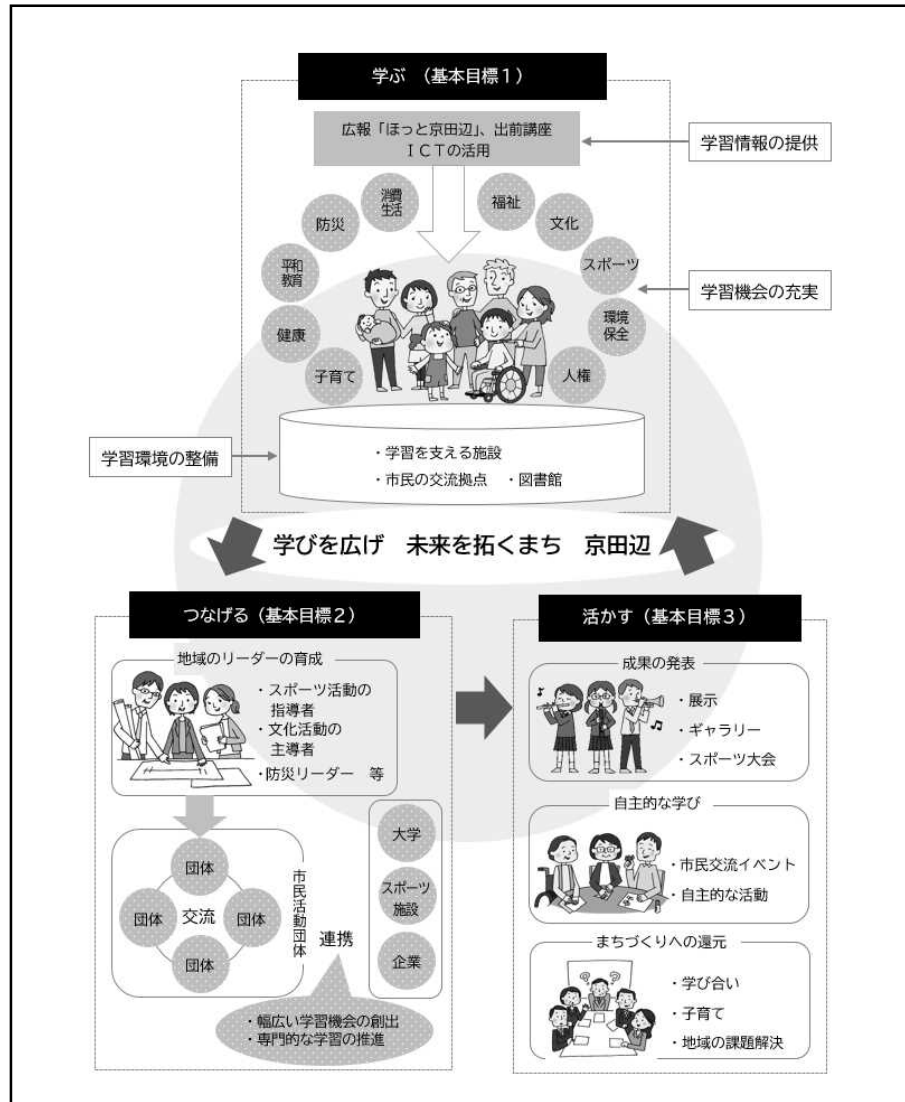 学ぶ （基本目標１）
広報「ほっと京田辺」、出前講座
ＩＣＴの活用
学習情報の提供
消費
生活
福祉
防災
文化
平和
教育
スポーツ
学習機会の充実
健康
環境
保全
子育て
人権
学習環境の整備
・学習を支える施設
・市民の交流拠点 ・図書館
学びを広げ 未来を拓くまち 京田辺
つなげる（基本目標２）
地域のリーダーの育成
・スポーツ活動の
指導者
・文化活動の
主導者
・防災リーダー 等
団体
団体
交流
団体
団体
市民活動団体
連携
大学
スポーツ
施設
企業
・幅広い学習機会の創出
・専門的な学習の推進
活かす（基本目標３）
成果の発表
・展示
・ギャラリー
・スポーツ大会
自主的な学び
・市民交流イベント
・自主的な活動
まちづくりへの還元
・学び合い
・子育て
・地域の課題解決